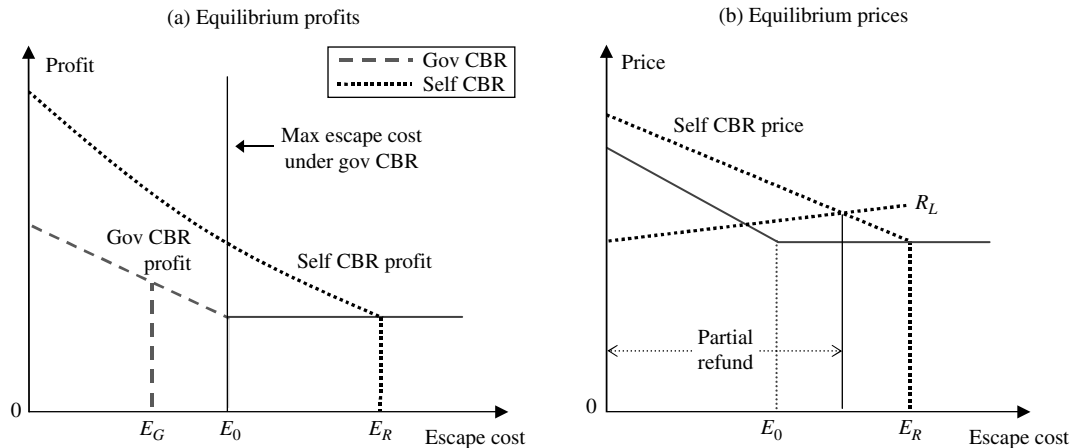 (a) Equilibrium profits
Profit
Gov CBR
Self CBR
Max escape cost
under gov CBR
Gov CBR
profit
Self CBR profit
0
E_G
E_0
E_R
Escape cost
(b) Equilibrium prices
Price
Self CBR price
R_L
Partial
refund
0
E_0
E_R
Escape cost